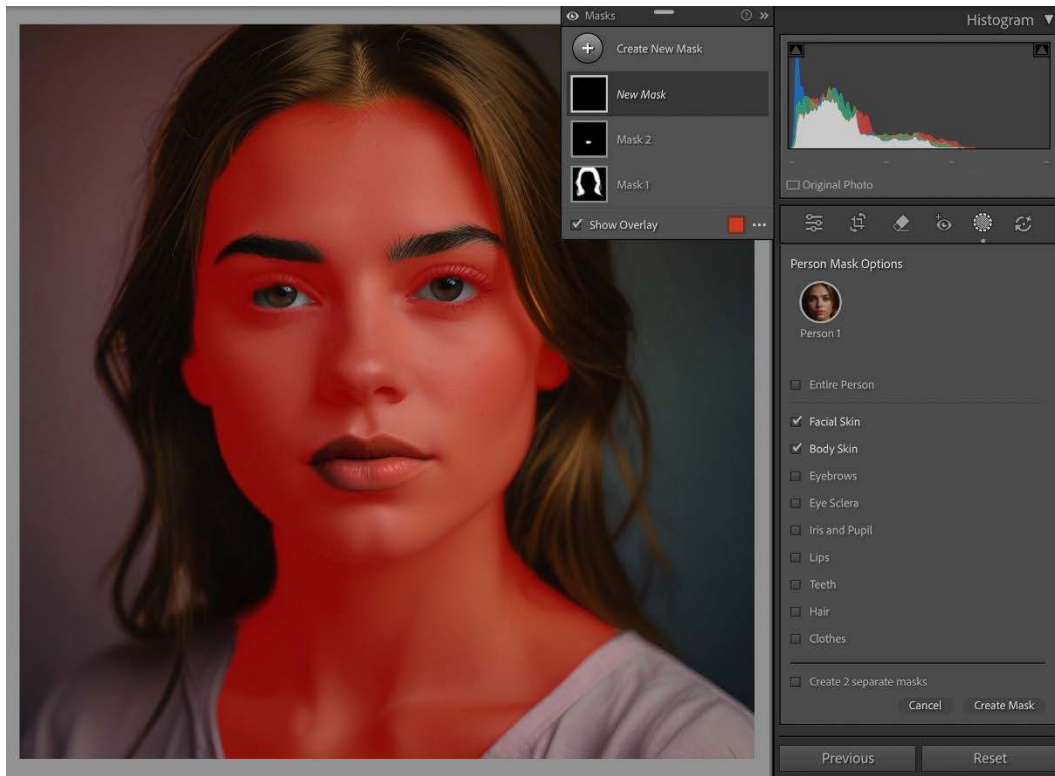 Masks
Create New Mask
New Mask
Mask 2
Mask 1
Show Overlay
Histogram
Original Photo
Person Mask Options
Person 1
Entire Person
Facial Skin
Body Skin
Eyebrows
Eye Sclera
Iris and Pupil
Lips
Teeth
Hair
Clothes
Create 2 separate masks
Cancel Create Mask
Previous Reset